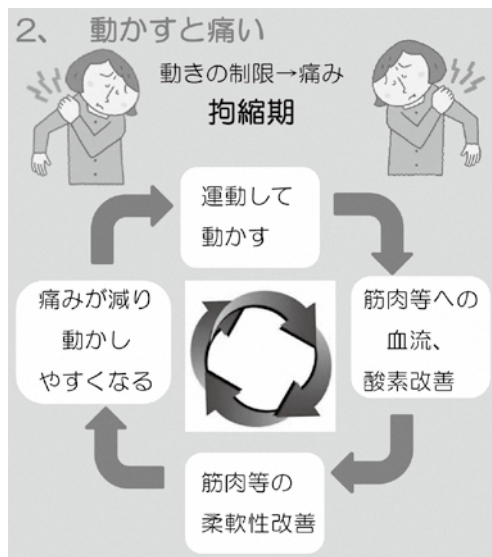 2、 動かすと痛い
動きの制限→痛み
拘縮期
運動して
動かす
筋肉等への
血流、
酸素改善
筋肉等の
柔軟性改善
痛みが減り
動かし
やすくなる